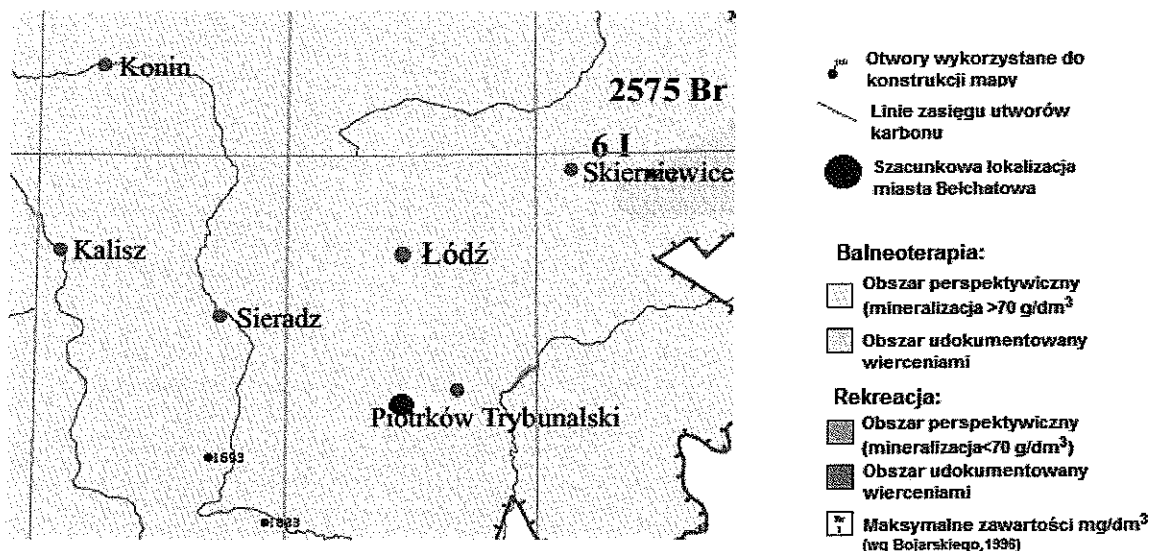 Konin
2575 Br
6 I
Skierniewice
Kalisz
Łódź
Sieradz
Piotrków Trybunalski
1693
Otwory wykorzystane do
konstrukcji mapy
Linie zasięgu utworów
karbonu
Szacunkowa lokalizacja
miasta Bełchatowa
Balneoterapia:
Obszar perspektywiczny
(mineralizacja >70 g/dm³
Obszar udokumentowany
wierceniami
Rekreacja:
Obszar perspektywiczny
(mineralizacja<70 g/dm³)
Obszar udokumentowany
wierceniami
Maksymalne zawartości mg/dm³
(wg Bojarskiego,1996)